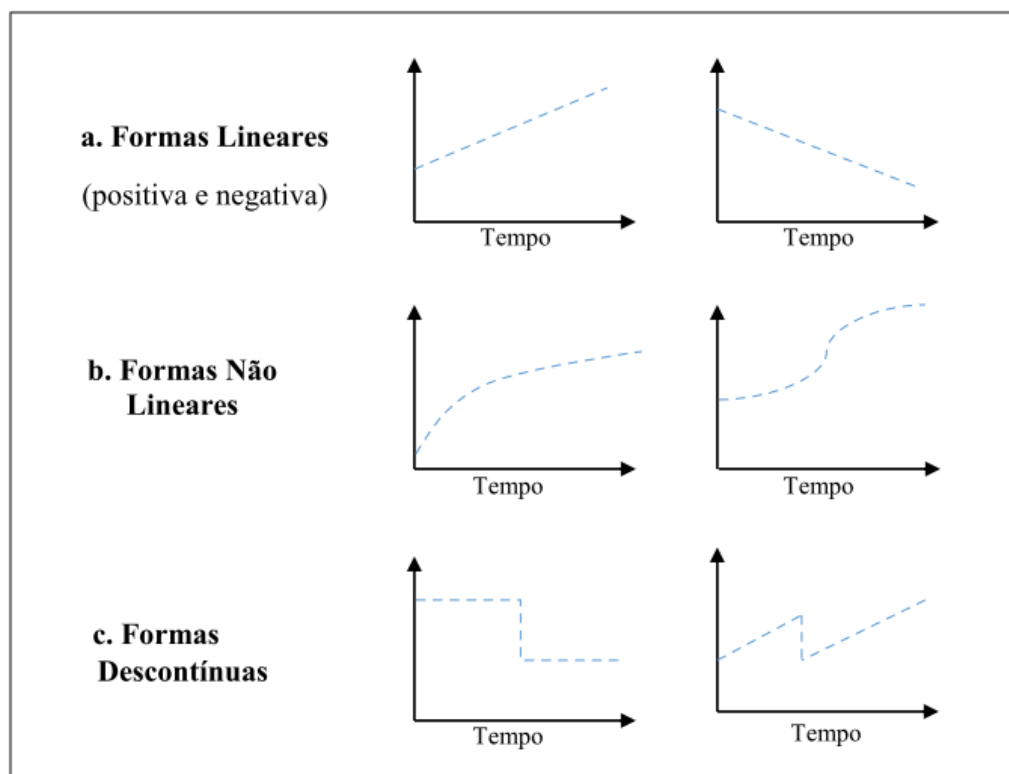 a. Formas Lineares
(positiva e negativa)
Tempo
Tempo
b. Formas Não
Lineares
Tempo
Tempo
c. Formas
Descontínuas
Tempo
Tempo